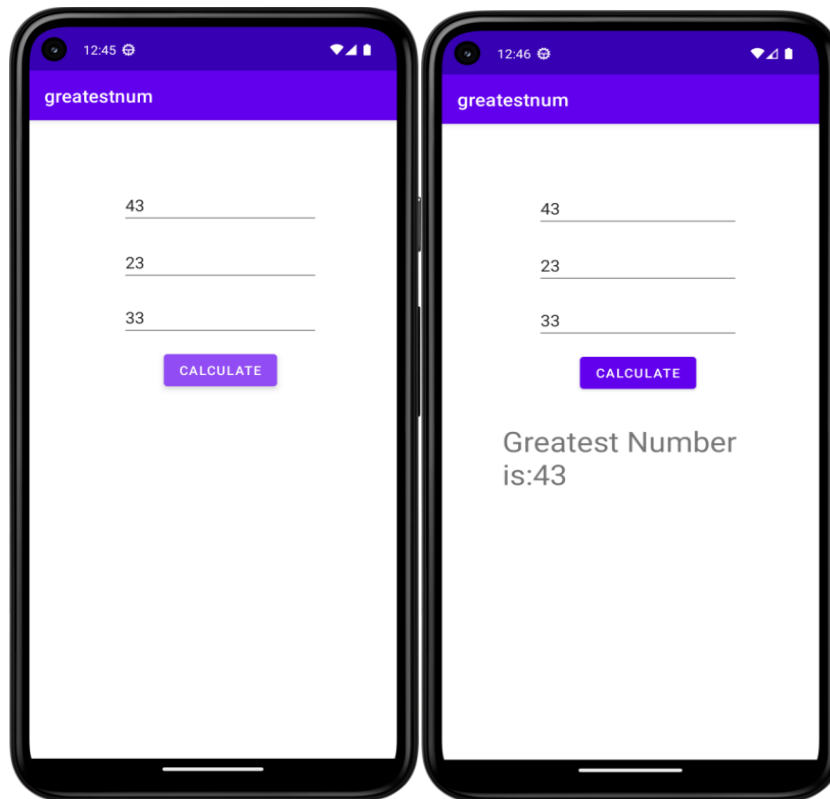 12:45
greatestnum
43
23
33
CALCULATE
12:46
greatestnum
43
23
33
CALCULATE
Greatest Number
is:43